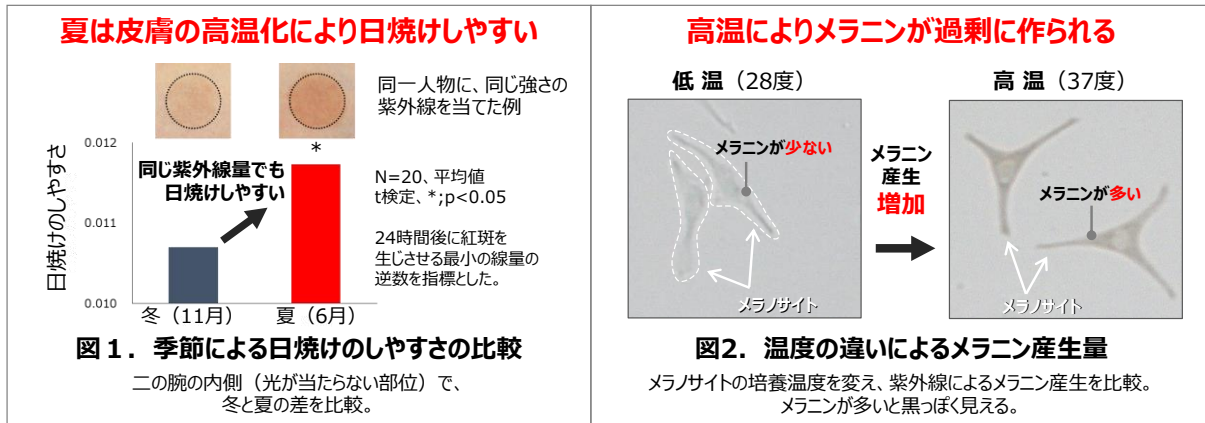 夏は皮膚の高温化により日焼けしやすい
同一人物に、同じ強さの
紫外線を当てた例
日焼けのしやすさ
0.012
0.011
0.010
同じ紫外線量でも
日焼けしやすい
*
N=20、平均値
t検定、*;p<0.05
24時間後に紅斑を
生じさせる最小の線量の
逆数を指標とした。
冬（11月）
夏（6月）
図１．季節による日焼けのしやすさの比較
二の腕の内側（光が当たらない部位）で、
冬と夏の差を比較。
高温によりメラニンが過剰に作られる
低 温（28度）
メラニンが少ない
メラノサイト
メラニン
産生
増加
高 温（37度）
メラニンが多い
メラノサイト
図2．温度の違いによるメラニン産生量
メラノサイトの培養温度を変え、紫外線によるメラニン産生を比較。
メラニンが多いと黒っぽく見える。